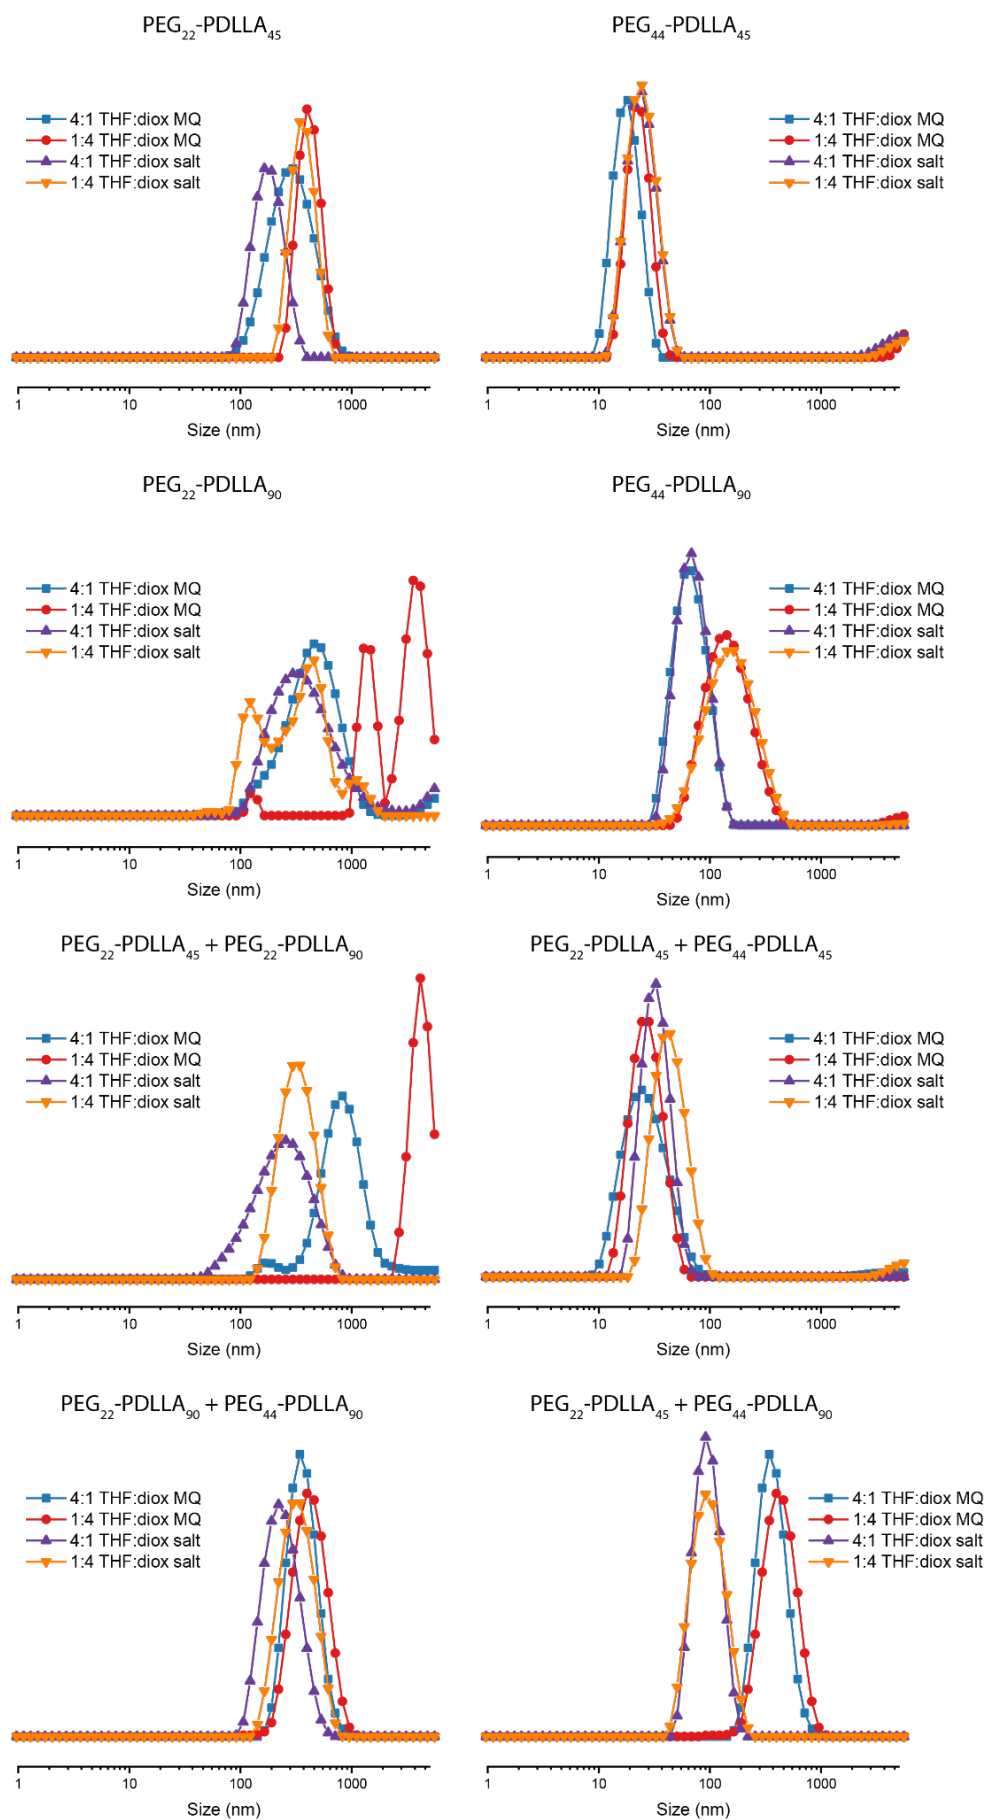 PEG₂₂-PDLLA₄₅
4:1 THF:diox MQ
1:4 THF:diox MQ
4:1 THF:diox salt
1:4 THF:diox salt
1 10 100 1000
Size (nm)
PEG₄₄-PDLLA₄₅
4:1 THF:diox MQ
1:4 THF:diox MQ
4:1 THF:diox salt
1:4 THF:diox salt
1 10 100 1000
Size (nm)
PEG₂₂-PDLLA₉₀
4:1 THF:diox MQ
1:4 THF:diox MQ
4:1 THF:diox salt
1:4 THF:diox salt
1 10 100 1000
Size (nm)
PEG₄₄-PDLLA₉₀
4:1 THF:diox MQ
1:4 THF:diox MQ
4:1 THF:diox salt
1:4 THF:diox salt
1 10 100 1000
Size (nm)
PEG₂₂-PDLLA₄₅ + PEG₂₂-PDLLA₉₀
4:1 THF:diox MQ
1:4 THF:diox MQ
4:1 THF:diox salt
1:4 THF:diox salt
1 10 100 1000
Size (nm)
PEG₂₂-PDLLA₄₅ + PEG₄₄-PDLLA₄₅
4:1 THF:diox MQ
1:4 THF:diox MQ
4:1 THF:diox salt
1:4 THF:diox salt
1 10 100 1000
Size (nm)
PEG₂₂-PDLLA₉₀ + PEG₄₄-PDLLA₉₀
4:1 THF:diox MQ
1:4 THF:diox MQ
4:1 THF:diox salt
1:4 THF:diox salt
1 10 100 1000
Size (nm)
PEG₂₂-PDLLA₄₅ + PEG₄₄-PDLLA₉₀
4:1 THF:diox MQ
1:4 THF:diox MQ
4:1 THF:diox salt
1:4 THF:diox salt
1 10 100 1000
Size (nm)